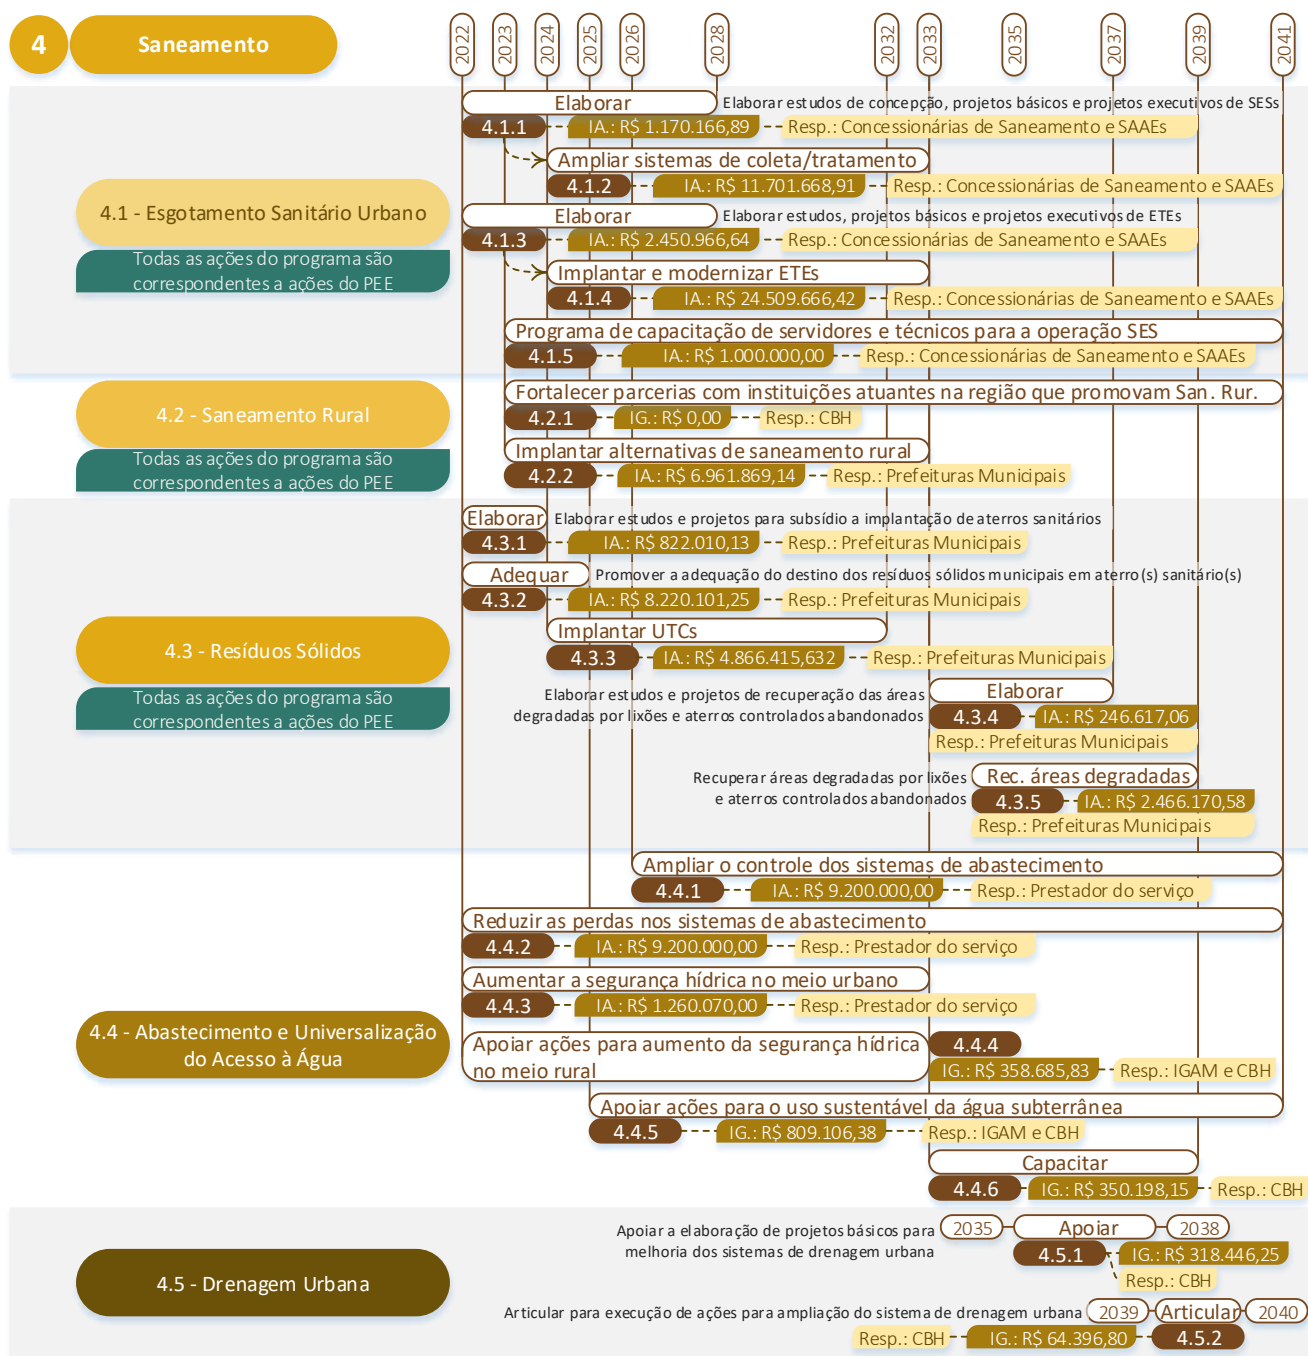 4
Saneamento
2022
2023
2024
2025
2026
2028
2032
2033
2035
2037
2039
2041
4.1 - Esgotamento Sanitário Urbano
Todas as ações do programa são
correspondentes a ações do PEE
Elaborar
Elaborar estudos de concepção, projetos básicos e projetos executivos de SESs
4.1.1
IA.: R$ 1.170.166,89
Resp.: Concessionárias de Saneamento e SAAEs
Ampliar sistemas de coleta/tratamento
4.1.2
IA.: R$ 11.701.668,91
Resp.: Concessionárias de Saneamento e SAAEs
Elaborar
Elaborar estudos, projetos básicos e projetos executivos de ETEs
4.1.3
IA.: R$ 2.450.966,64
Resp.: Concessionárias de Saneamento e SAAEs
Implantar e modernizar ETEs
4.1.4
IA.: R$ 24.509.666,42
Resp.: Concessionárias de Saneamento e SAAEs
Programa de capacitação de servidores e técnicos para a operação SES
4.1.5
IA.: R$ 1.000.000,00
Resp.: Concessionárias de Saneamento e SAAEs
4.2 - Saneamento Rural
Todas as ações do programa são
correspondentes a ações do PEE
Fortalecer parcerias com instituições atuantes na região que promovam San. Rur.
4.2.1
IG.: R$ 0,00
Resp.: CBH
Implantar alternativas de saneamento rural
4.2.2
IA.: R$ 6.961.869,14
Resp.: Prefeituras Municipais
4.3 - Resíduos Sólidos
Todas as ações do programa são
correspondentes a ações do PEE
Elaborar
Elaborar estudos e projetos para subsídio a implantação de aterros sanitários
4.3.1
IA.: R$ 822.010,13
Resp.: Prefeituras Municipais
Adequar
Promover a adequação do destino dos resíduos sólidos municipais em aterro(s) sanitário(s)
4.3.2
IA.: R$ 8.220.101,25
Resp.: Prefeituras Municipais
Implantar UTCs
4.3.3
IA.: R$ 4.866.415,632
Resp.: Prefeituras Municipais
Elaborar estudos e projetos de recuperação das áreas
degradadas por lixões e aterros controlados abandonados
Elaborar
4.3.4
IA.: R$ 246.617,06
Resp.: Prefeituras Municipais
Recuperar áreas degradadas por lixões
e aterros controlados abandonados
Rec. áreas degradadas
4.3.5
IA.: R$ 2.466.170,58
Resp.: Prefeituras Municipais
4.4 - Abastecimento e Universalização
do Acesso à Água
Ampliar o controle dos sistemas de abastecimento
4.4.1
IA.: R$ 9.200.000,00
Resp.: Prestador do serviço
Reduzir as perdas nos sistemas de abastecimento
4.4.2
IA.: R$ 9.200.000,00
Resp.: Prestador do serviço
Aumentar a segurança hídrica no meio urbano
4.4.3
IA.: R$ 1.260.070,00
Resp.: Prestador do serviço
Apoiar ações para aumento da segurança hídrica
no meio rural
4.4.4
IG.: R$ 358.685,83
Resp.: IGAM e CBH
Apoiar ações para o uso sustentável da água subterrânea
4.4.5
IG.: R$ 809.106,38
Resp.: IGAM e CBH
Capacitar
4.4.6
IG.: R$ 350.198,15
Resp.: CBH
4.5 - Drenagem Urbana
Apoiar a elaboração de projetos básicos para
melhoria dos sistemas de drenagem urbana
2035
Apoiar
2038
4.5.1
IG.: R$ 318.446,25
Resp.: CBH
Articular para execução de ações para ampliação do sistema de drenagem urbana
2039
Articular
2040
Resp.: CBH
IG.: R$ 64.396,80
4.5.2